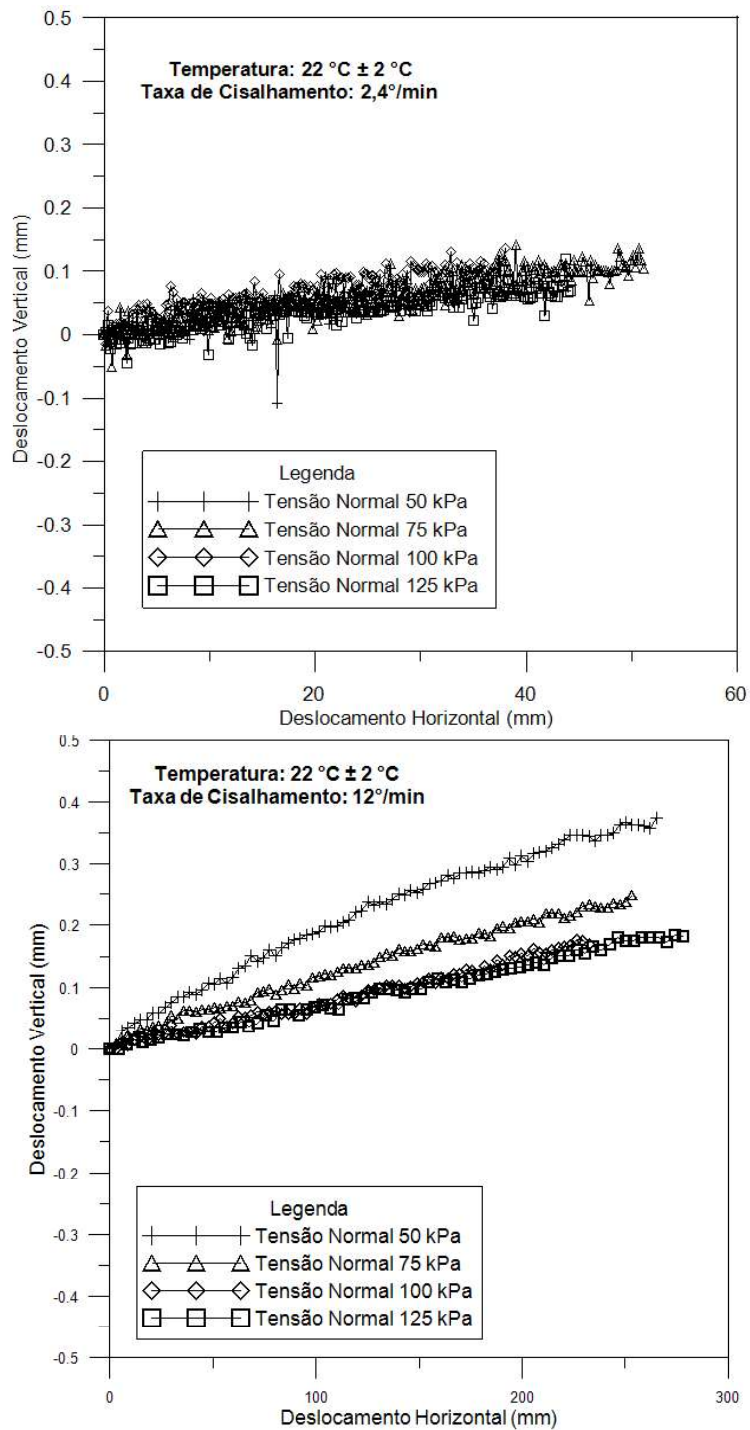 0.5
Temperatura: 22 °C ± 2 °C
Taxa de Cisalhamento: 2,4°/min
0.4
0.3
0.2
0.1
0
-0.1
-0.2
-0.3
-0.4
-0.5
Deslocamento Vertical (mm)
Legenda
Tensão Normal 50 kPa
Tensão Normal 75 kPa
Tensão Normal 100 kPa
Tensão Normal 125 kPa
0 20 40 60
Deslocamento Horizontal (mm)
0.5
Temperatura: 22 °C ± 2 °C
Taxa de Cisalhamento: 12°/min
0.4
0.3
0.2
0.1
0
-0.1
-0.2
-0.3
-0.4
-0.5
Deslocamento Vertical (mm)
Legenda
Tensão Normal 50 kPa
Tensão Normal 75 kPa
Tensão Normal 100 kPa
Tensão Normal 125 kPa
0 100 200 300
Deslocamento Horizontal (mm)